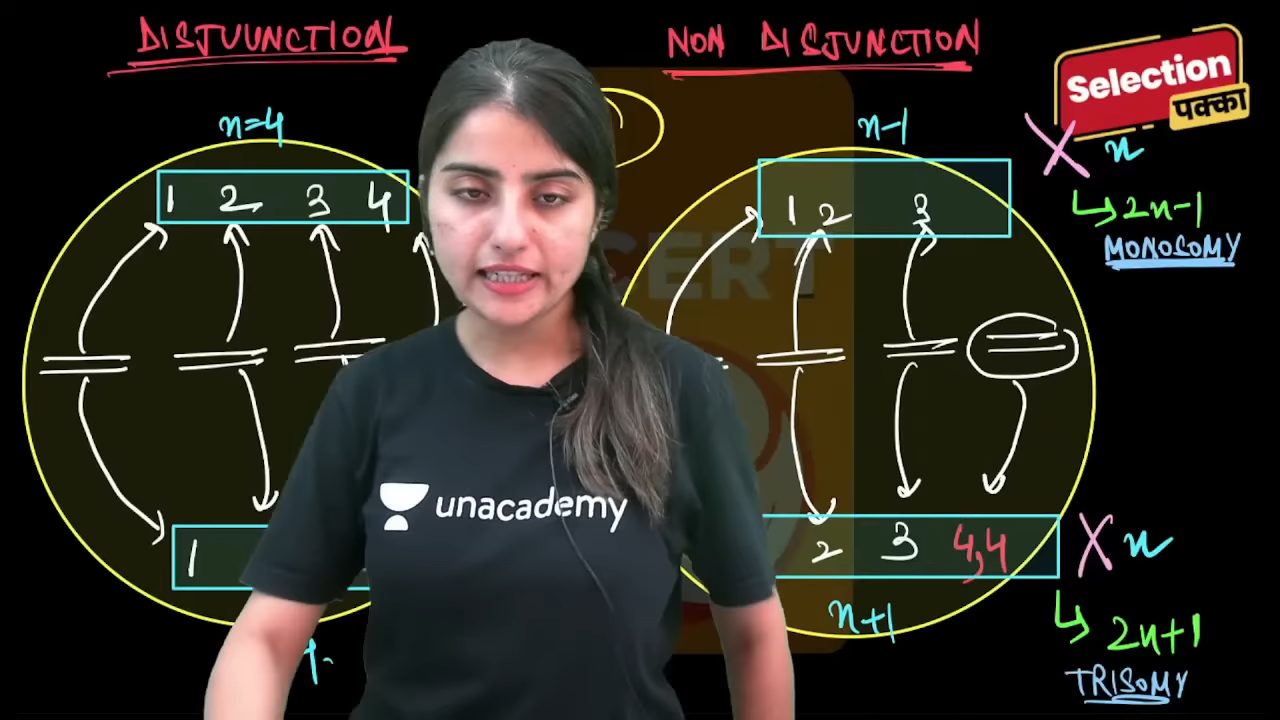 DISJUUNCTION
NON DISJUNCTION
Selection
पक्का
n=4
n-1
X n
1 2 3 4
1 2 3
↳ 2n-1
MONOSOMY
CERT
unacademy
1
2 3 4,4
X n
n+1
↳ 2n+1
TRISOMY